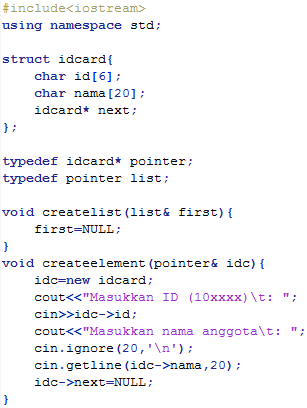 #include<iostream>
using namespace std;

struct idcard{
    char id[6];
    char nama[20];
    idcard* next;
};

typedef idcard* pointer;
typedef pointer list;

void createlist(list& first){
    first=NULL;
}
void createelement(pointer& idc){
    idc=new idcard;
    cout<<"Masukkan ID (10xxxx)\t: ";
    cin>>idc->id;
    cout<<"Masukkan nama anggota\t: ";
    cin.ignore(20,'\n');
    cin.getline(idc->nama,20);
    idc->next=NULL;
}